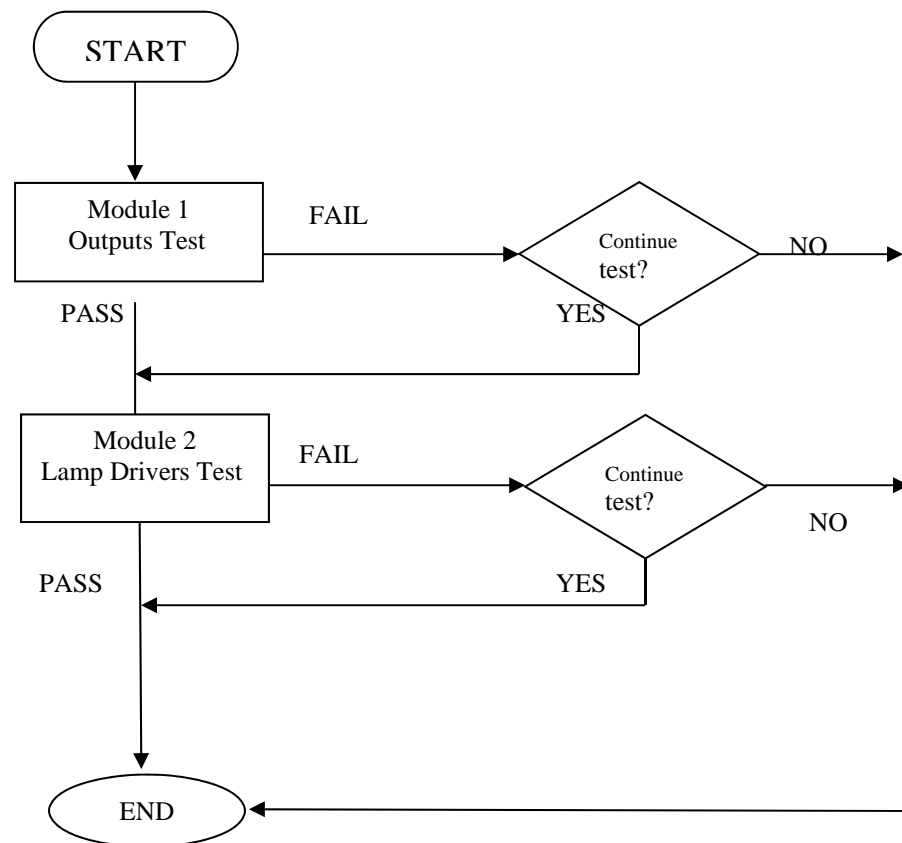 START
Module 1
Outputs Test
FAIL
Continue
test?
NO
PASS
YES
Module 2
Lamp Drivers Test
FAIL
Continue
test?
NO
PASS
YES
END